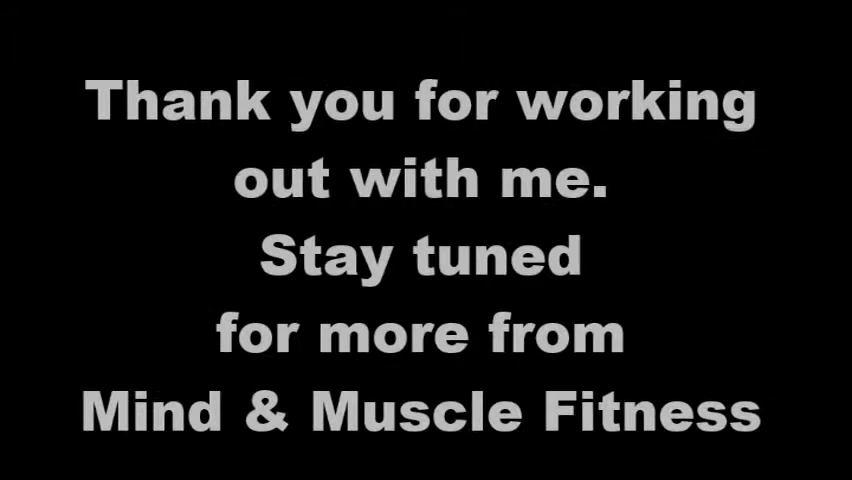 Thank you for working
out with me.
Stay tuned
for more from
Mind & Muscle Fitness